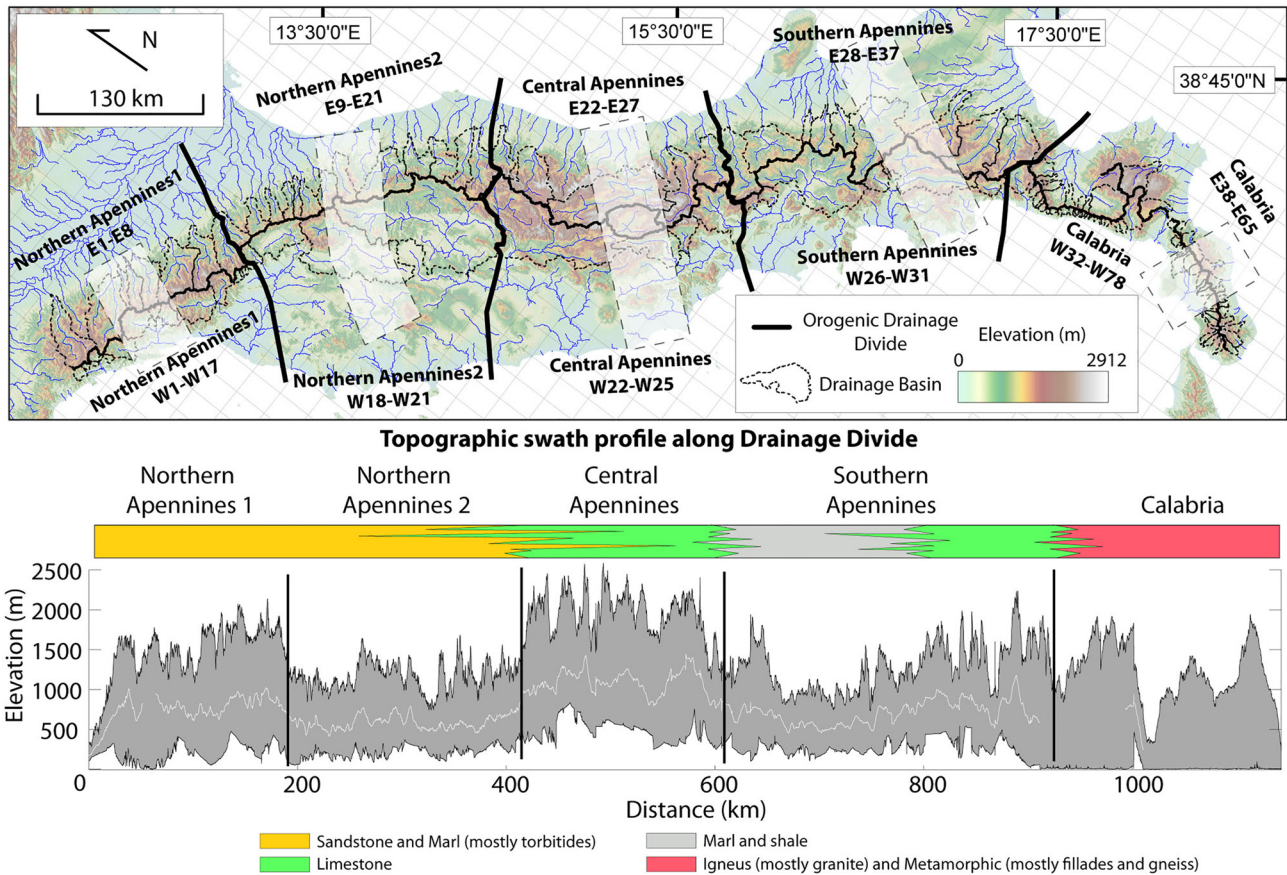 N
130 km
13°30'0"E
15°30'0"E
17°30'0"E
38°45'0"N
Northern Apennines1
E1-E8
Northern Apennines2
E9-E21
Central Apennines
E22-E27
Southern Apennines
E28-E37
Calabria
E38-E65
Northern Apennines1
W1-W17
Northern Apennines2
W18-W21
Central Apennines
W22-W25
Southern Apennines
W26-W31
Calabria
W32-W78
Orogenic Drainage
Divide
Drainage Basin
Elevation (m)
0 2912
Topographic swath profile along Drainage Divide
Northern
Apennines 1
Northern
Apennines 2
Central
Apennines
Southern
Apennines
Calabria
Elevation (m)
2500
2000
1500
1000
500
0
0 200 400 600 800 1000
Distance (km)
Sandstone and Marl (mostly torbitides)
Limestone
Marl and shale
Igneus (mostly granite) and Metamorphic (mostly fillades and gneiss)